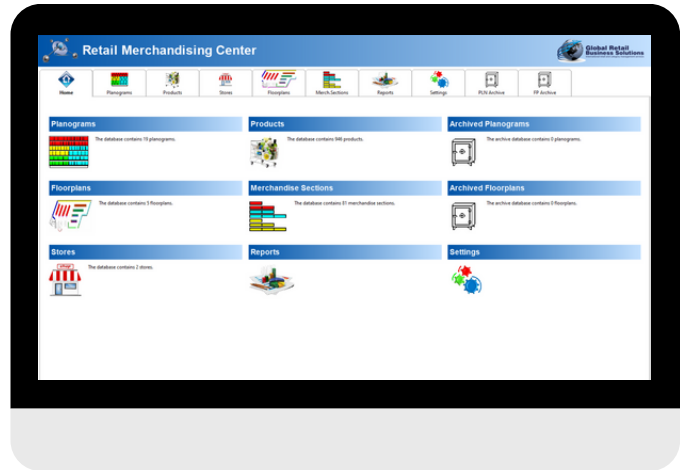 Retail Merchandising Center
Global Retail
Business Solutions
Home
Planograms
Products
Stores
Floorplans
Merch.Sections
Reports
Settings
PLN Archive
FP Archive
Planograms
The database contains 19 planograms.
Products
The database contains 946 products.
Archived Planograms
The archive database contains 0 planograms.
Floorplans
The database contains 3 floorplans.
Merchandise Sections
The database contains 81 merchandise sections.
Archived Floorplans
The archive database contains 0 floorplans.
Stores
shop
The database contains 2 stores.
Reports
Settings